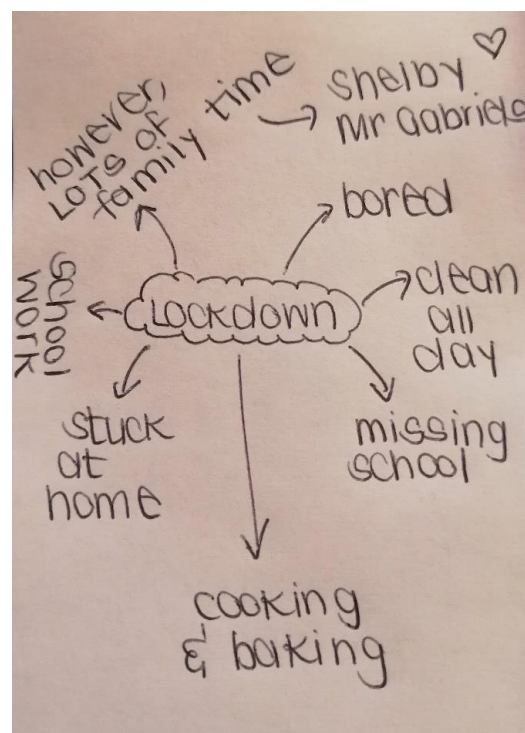 however,
LOTS OF
family time
Shelby
Mr Gabriels
bored
clean
all
day
Lockdown
school
work
stuck
at
home
missing
school
cooking
& baking